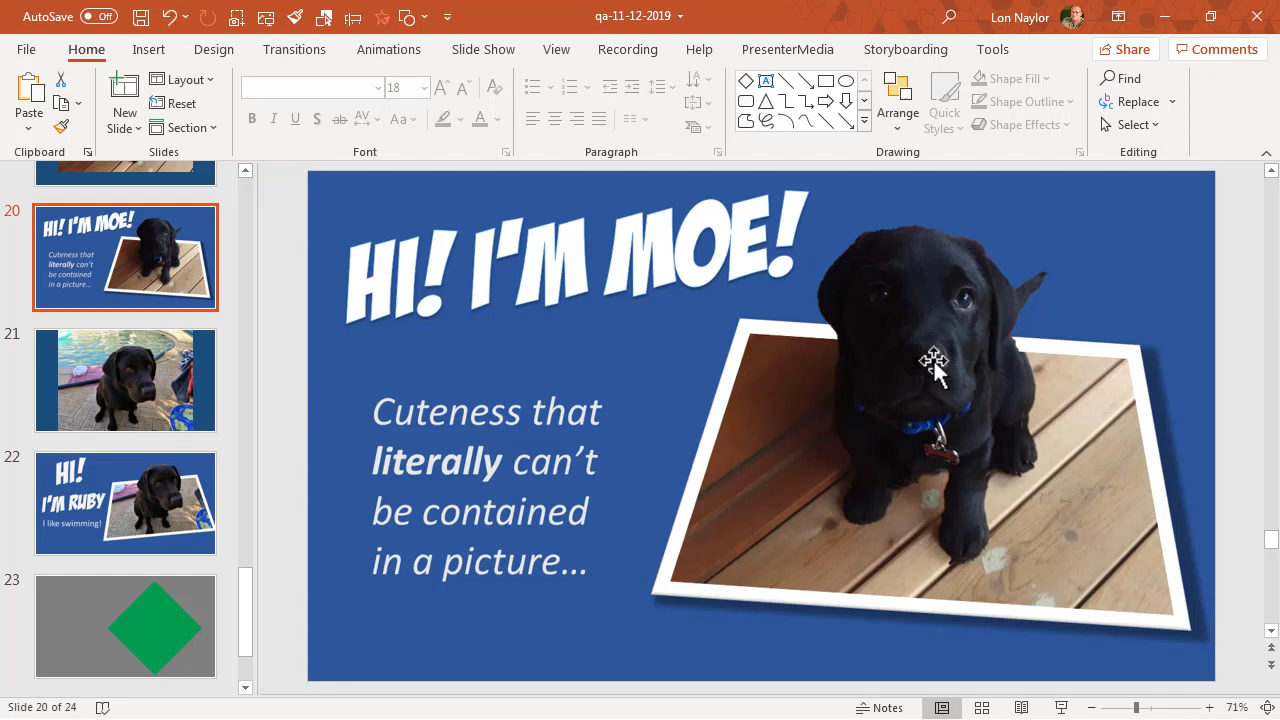 AutoSave Off
qa-11-12-2019
Lon Naylor
File Home Insert Design Transitions Animations Slide Show View Recording Help PresenterMedia Storyboarding Tools
Share
Comments
Paste
New
Slide
Layout
Reset
Section
18
Aa
B I U S ab AV A
Arrange
Quick
Styles
Shape Fill
Shape Outline
Shape Effects
Find
Replace
Select
Clipboard
Slides
Font
Paragraph
Drawing
Editing
20
HI! I'M MOE!
Cuteness that
literally can't
be contained
in a picture...
21
22
HI!
I'M RUBY
I like swimming!
23
HI! I'M MOE!
Cuteness that
literally can't
be contained
in a picture...
Slide 20 of 24
Notes
71%